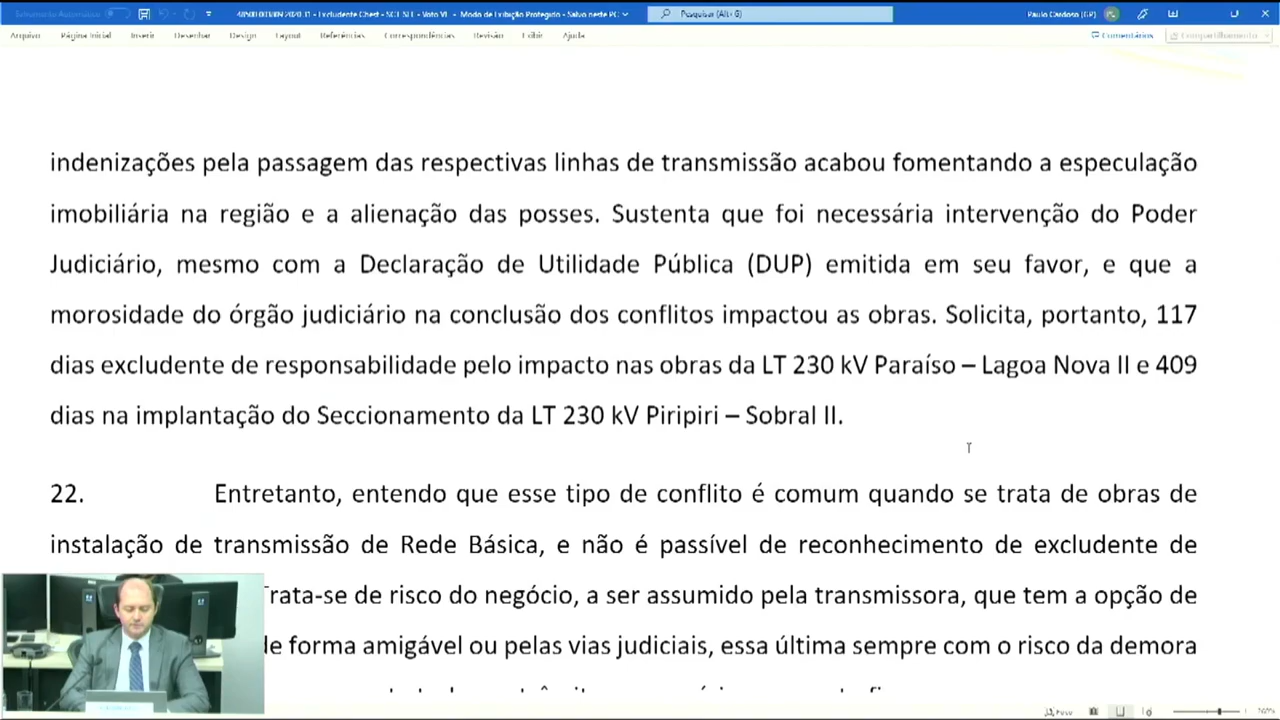 Pesquisar (Alt+G)
Paulo Cardoso (GP)
Arquivo Página Inicial Inserir Desenhar Design Layout Referências Correspondências Revisão Exibir Ajuda Comentários Compartilhamento
indenizações pela passagem das respectivas linhas de transmissão acabou fomentando a especulação
imobiliária na região e a alienação das posses. Sustenta que foi necessária intervenção do Poder
Judiciário, mesmo com a Declaração de Utilidade Pública (DUP) emitida em seu favor, e que a
morosidade do órgão judiciário na conclusão dos conflitos impactou as obras. Solicita, portanto, 117
dias excludente de responsabilidade pelo impacto nas obras da LT 230 kV Paraíso – Lagoa Nova II e 409
dias na implantação do Seccionamento da LT 230 kV Piripiri – Sobral II.
22. Entretanto, entendo que esse tipo de conflito é comum quando se trata de obras de
instalação de transmissão de Rede Básica, e não é passível de reconhecimento de excludente de
Trata-se de risco do negócio, a ser assumido pela transmissora, que tem a opção de
de forma amigável ou pelas vias judiciais, essa última sempre com o risco da demora